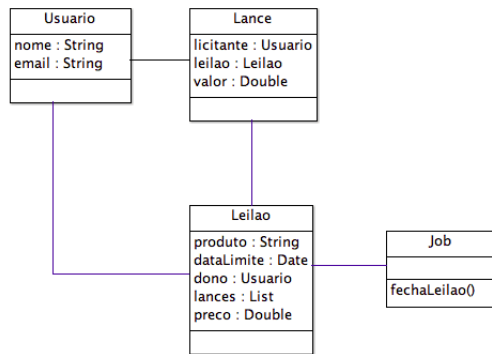 Usuario
nome : String
email : String
Lance
licitante : Usuario
leilao : Leilao
valor : Double
Leilao
produto : String
dataLimite : Date
dono : Usuario
lances : List
preco : Double
Job
fechaLeilao()